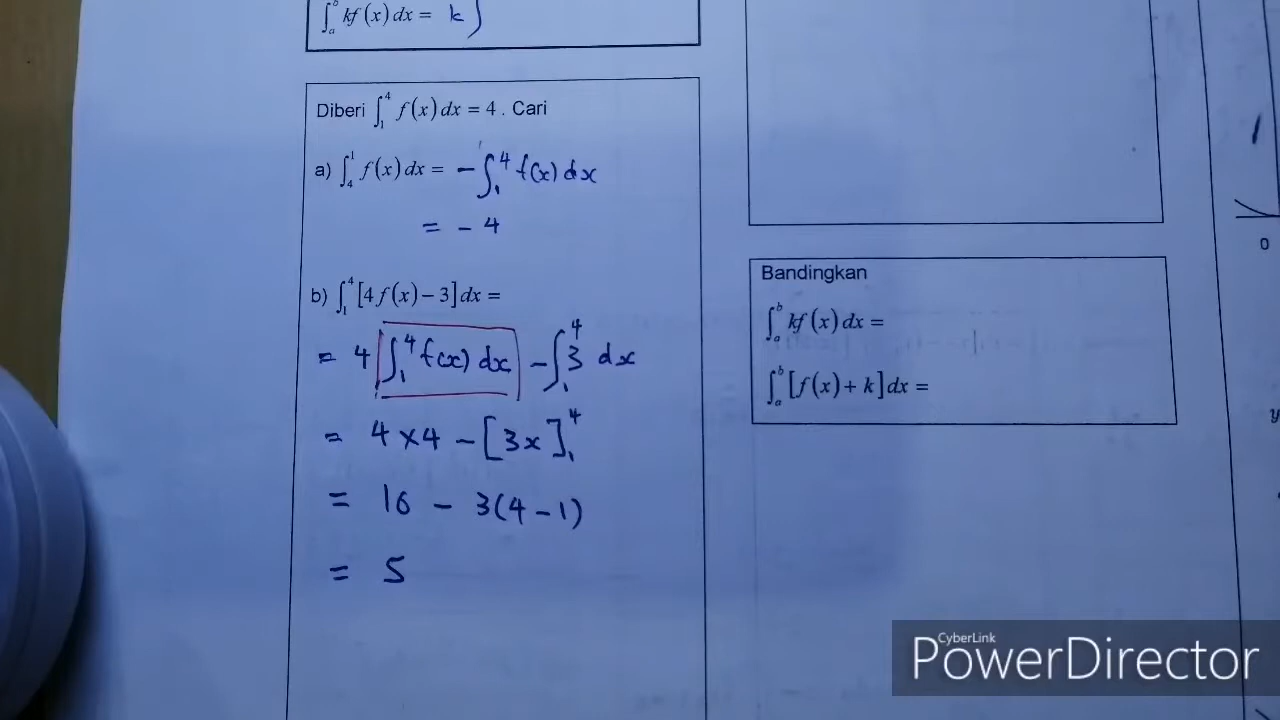 ∫ₐᵇ kf(x)dx = k∫
Diberi ∫₁⁴ f(x)dx = 4. Cari
a) ∫₄¹ f(x)dx = -∫₁⁴ f(x)dx
= -4
b) ∫₁⁴ [4f(x)-3]dx =
= 4 ∫₁⁴ f(x) dx - ∫₁⁴ 3 dx
= 4×4 - [3x]₁⁴
= 16 - 3(4-1)
= 5
Bandingkan
∫ₐᵇ kf(x)dx =
∫ₐᵇ [f(x)+k]dx =
0
y
CyberLink
PowerDirector